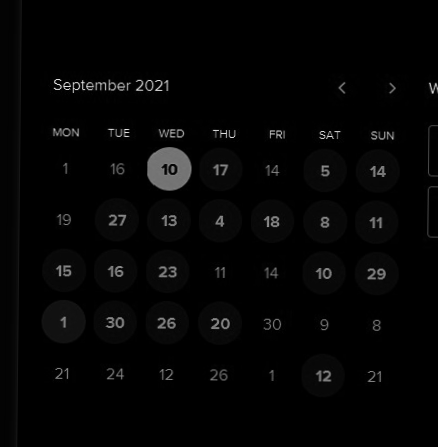 September 2021 < >
W
MON TUE WED THU FRI SAT SUN
1 16 10 17 14 5 14
19 27 13 4 18 8 11
15 16 23 11 14 10 29
1 30 26 20 30 9 8
21 24 12 26 1 12 21